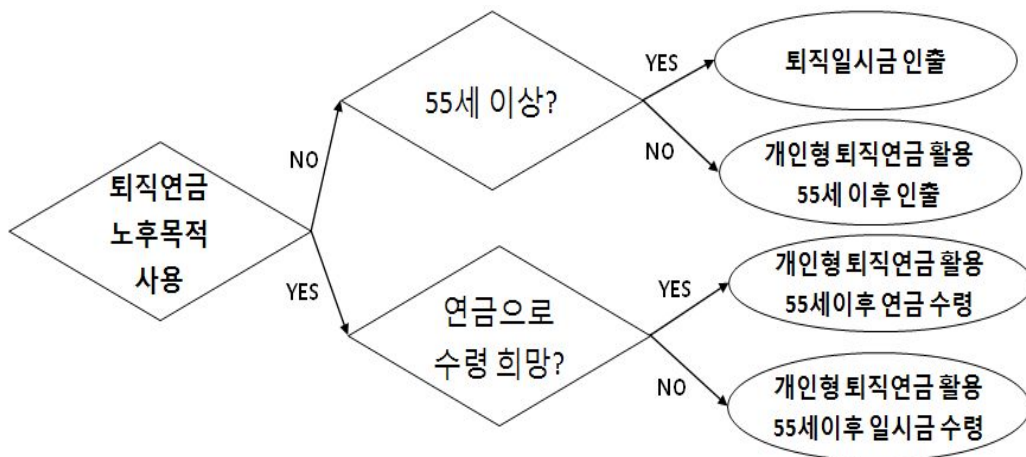 퇴직연금
노후목적
사용
NO
YES
55세 이상?
YES
NO
퇴직일시금 인출
개인형 퇴직연금 활용
55세 이후 인출
연금으로
수령 희망?
YES
NO
개인형 퇴직연금 활용
55세이후 연금 수령
개인형 퇴직연금 활용
55세이후 일시금 수령